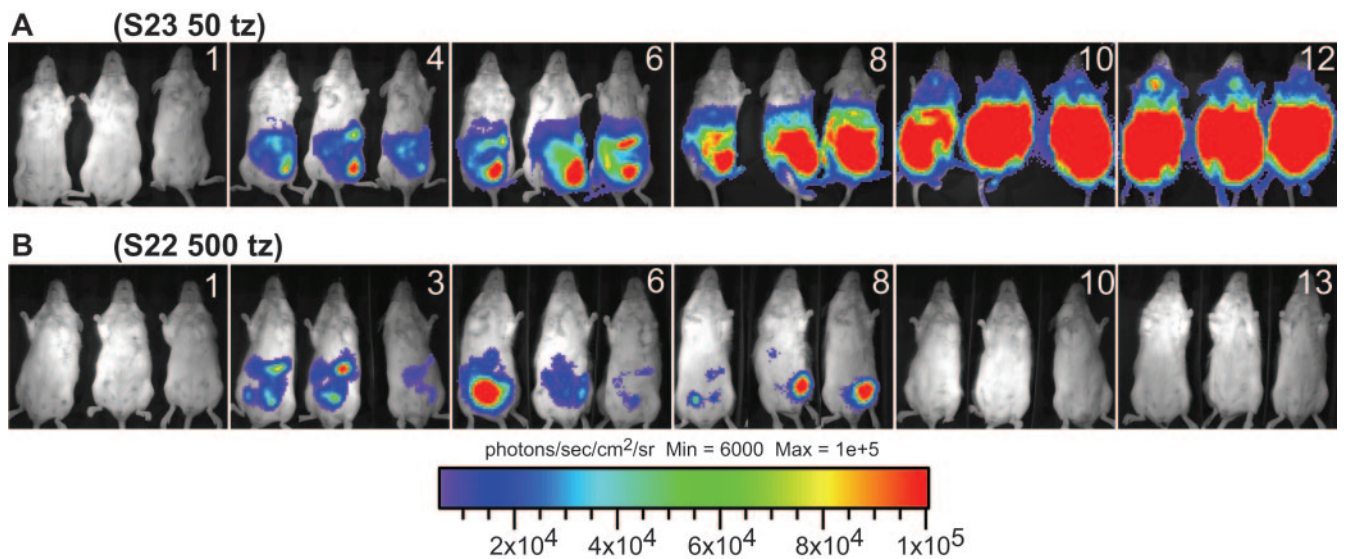 A (S23 50 tz)
1 4 6 8 10 12
B (S22 500 tz)
1 3 6 8 10 13
photons/sec/cm²/sr Min = 6000 Max = 1e+5
2x10⁴ 4x10⁴ 6x10⁴ 8x10⁴ 1x10⁵